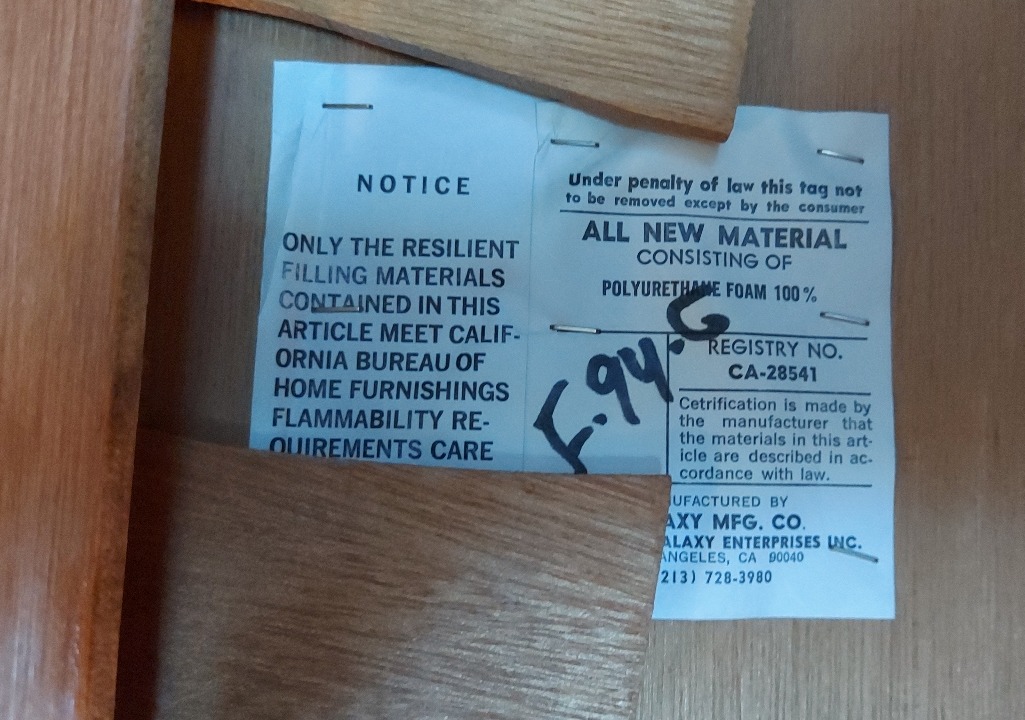 NOTICE
ONLY THE RESILIENT
FILLING MATERIALS
CONTAINED IN THIS
ARTICLE MEET CALIF-
ORNIA BUREAU OF
HOME FURNISHINGS
FLAMMABILITY RE-
QUIREMENTS CARE
Under penalty of law this tag not
to be removed except by the consumer
ALL NEW MATERIAL
CONSISTING OF
POLYURETHANE FOAM 100%
F.94.G
REGISTRY NO.
CA-28541
Cetrification is made by
the manufacturer that
the materials in this art-
icle are described in ac-
cordance with law.
UFACTURED BY
AXY MFG. CO.
ALAXY ENTERPRISES INC.
ANGELES, CA 90040
213) 728-3980